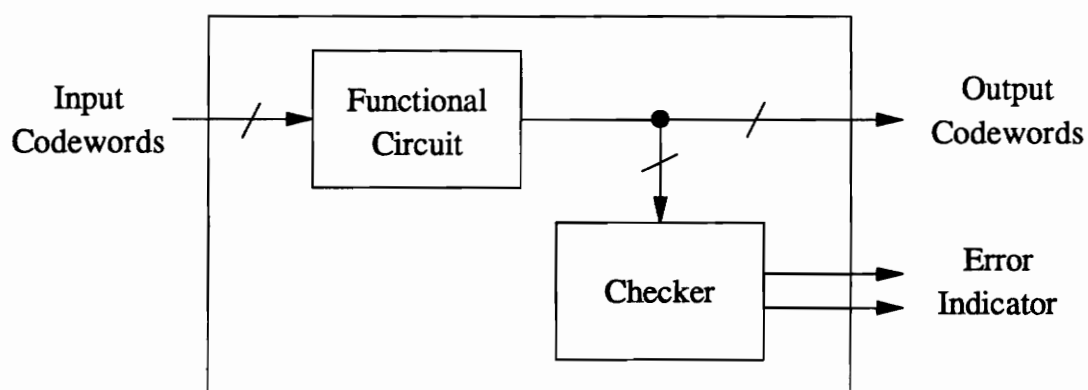 Input
Codewords
Functional
Circuit
Output
Codewords
Checker
Error
Indicator